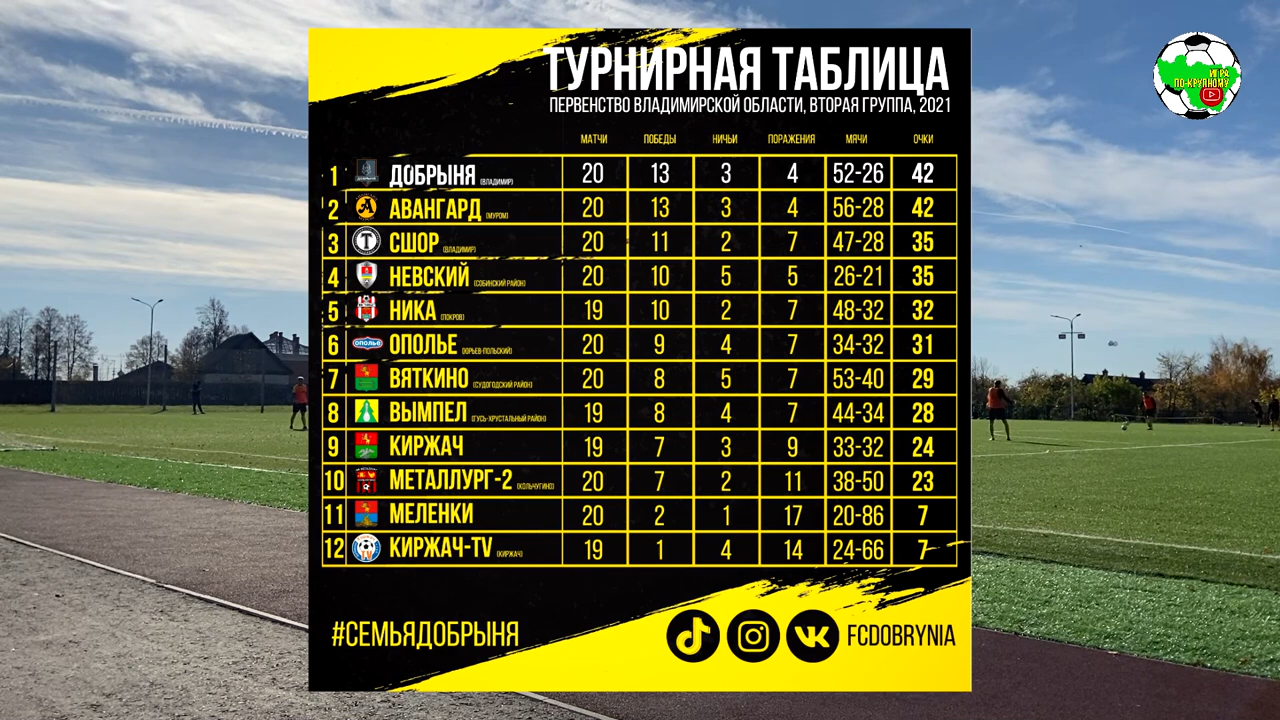 ТУРНИРНАЯ ТАБЛИЦА
ПЕРВЕНСТВО ВЛАДИМИРСКОЙ ОБЛАСТИ, ВТОРАЯ ГРУППА, 2021
ИГРА
ПО-КРУПНОМУ
МАТЧИ ПОБЕДЫ НИЧЬИ ПОРАЖЕНИЯ МЯЧИ ОЧКИ
1 ДОБРЫНЯ (ВЛАДИМИР) 20 13 3 4 52-26 42
2 АВАНГАРД (МУРОМ) 20 13 3 4 56-28 42
3 СШОР (ВЛАДИМИР) 20 11 2 7 47-28 35
4 НЕВСКИЙ (СОБИНСКИЙ РАЙОН) 20 10 5 5 26-21 35
5 НИКА (ПОКРОВ) 19 10 2 7 48-32 32
6 ОПОЛЬЕ ОПОЛЬЕ (ЮРЬЕВ-ПОЛЬСКИЙ) 20 9 4 7 34-32 31
7 ВЯТКИНО (СУДОГОДСКИЙ РАЙОН) 20 8 5 7 53-40 29
8 ВЫМПЕЛ (ГУСЬ-ХРУСТАЛЬНЫЙ РАЙОН) 19 8 4 7 44-34 28
9 КИРЖАЧ 19 7 3 9 33-32 24
10 МЕТАЛЛУРГ-2 (КОЛЬЧУГИНО) 20 7 2 11 38-50 23
11 МЕЛЕНКИ 20 2 1 17 20-86 7
12 КИРЖАЧ-TV (КИРЖАЧ) 19 1 4 14 24-66 7
#СЕМЬЯДОБРЫНЯ
FCDOBRYNIA